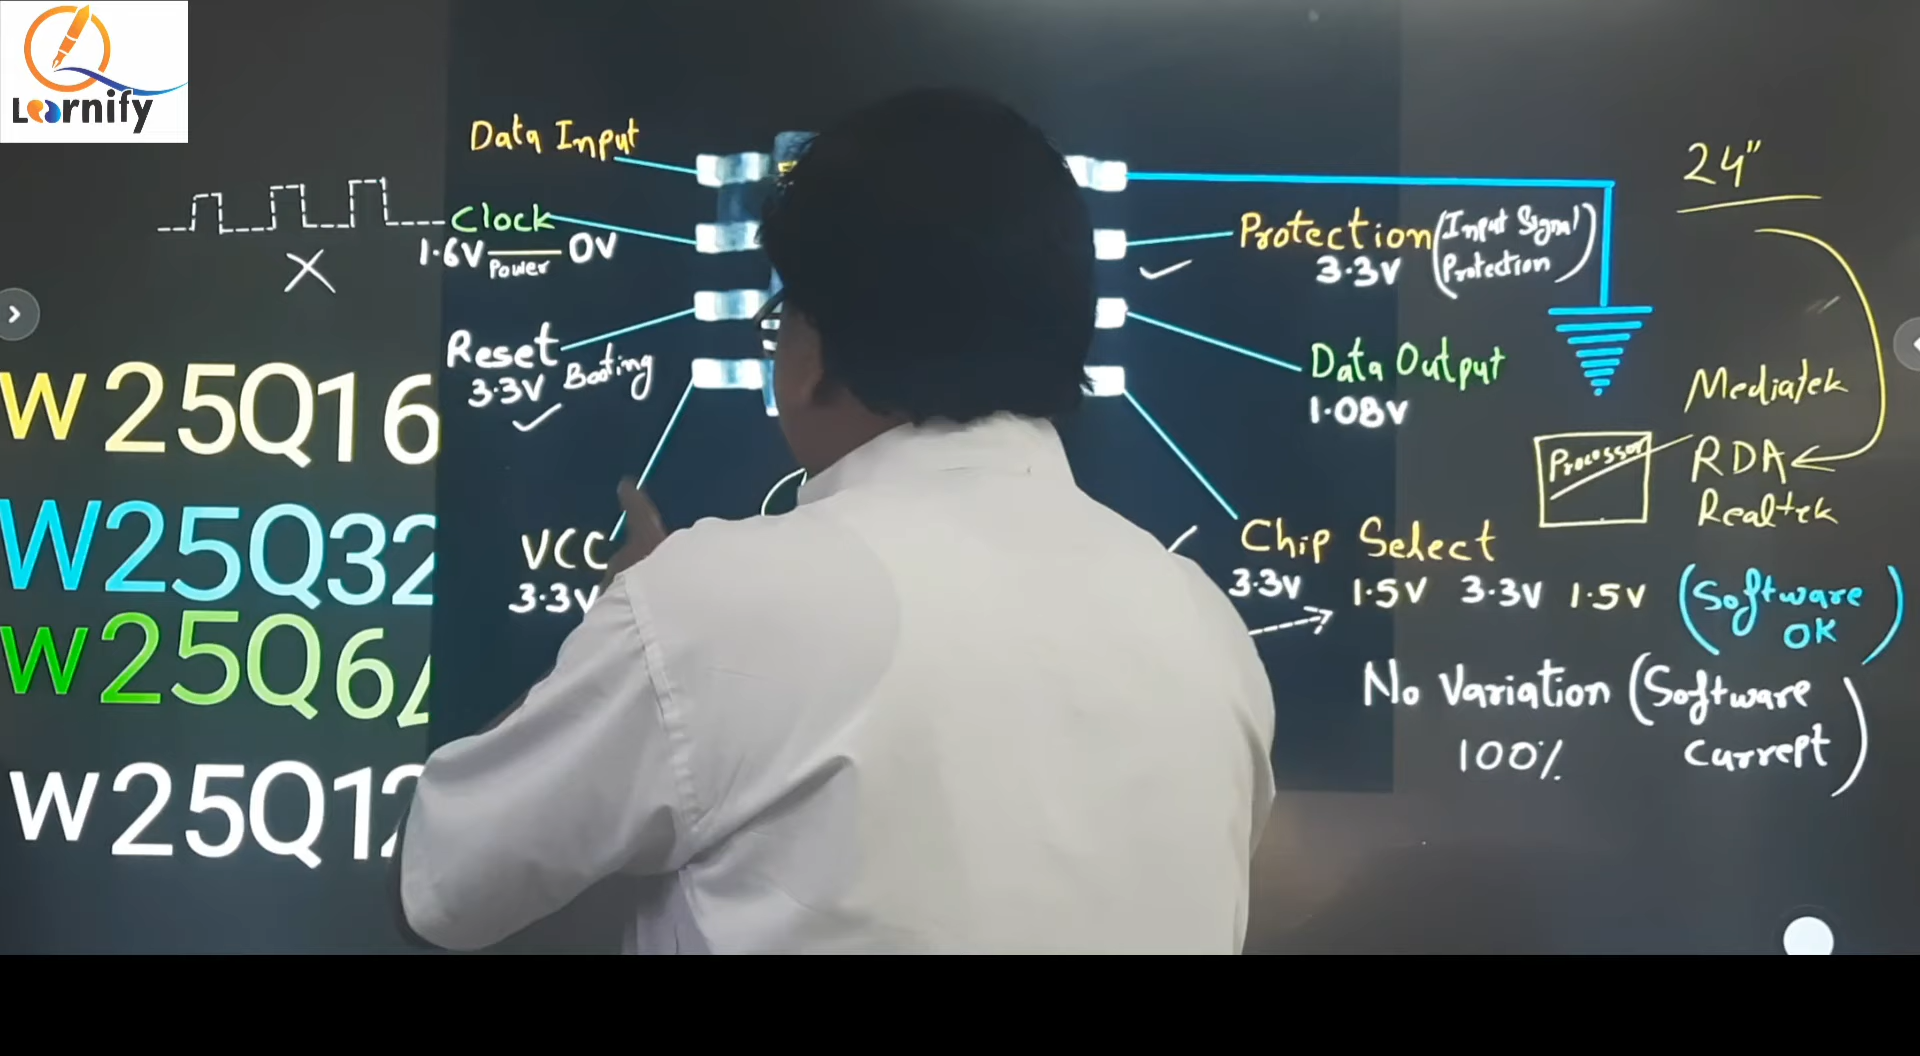 Learnify
Data Input
Clock
1.6V Power 0V
X
Reset
3.3V Booting
VCC
3.3V
W25Q16
W25Q32
W25Q6
W25Q12
Protection (Input Signal
3.3V Protection)
Data Output
1.08V
Chip Select
3.3V 1.5V 3.3V 1.5V (Software
OK)
No Variation (Software
100% Currept)
24"
Mediatek
Processor RDA
Realtek